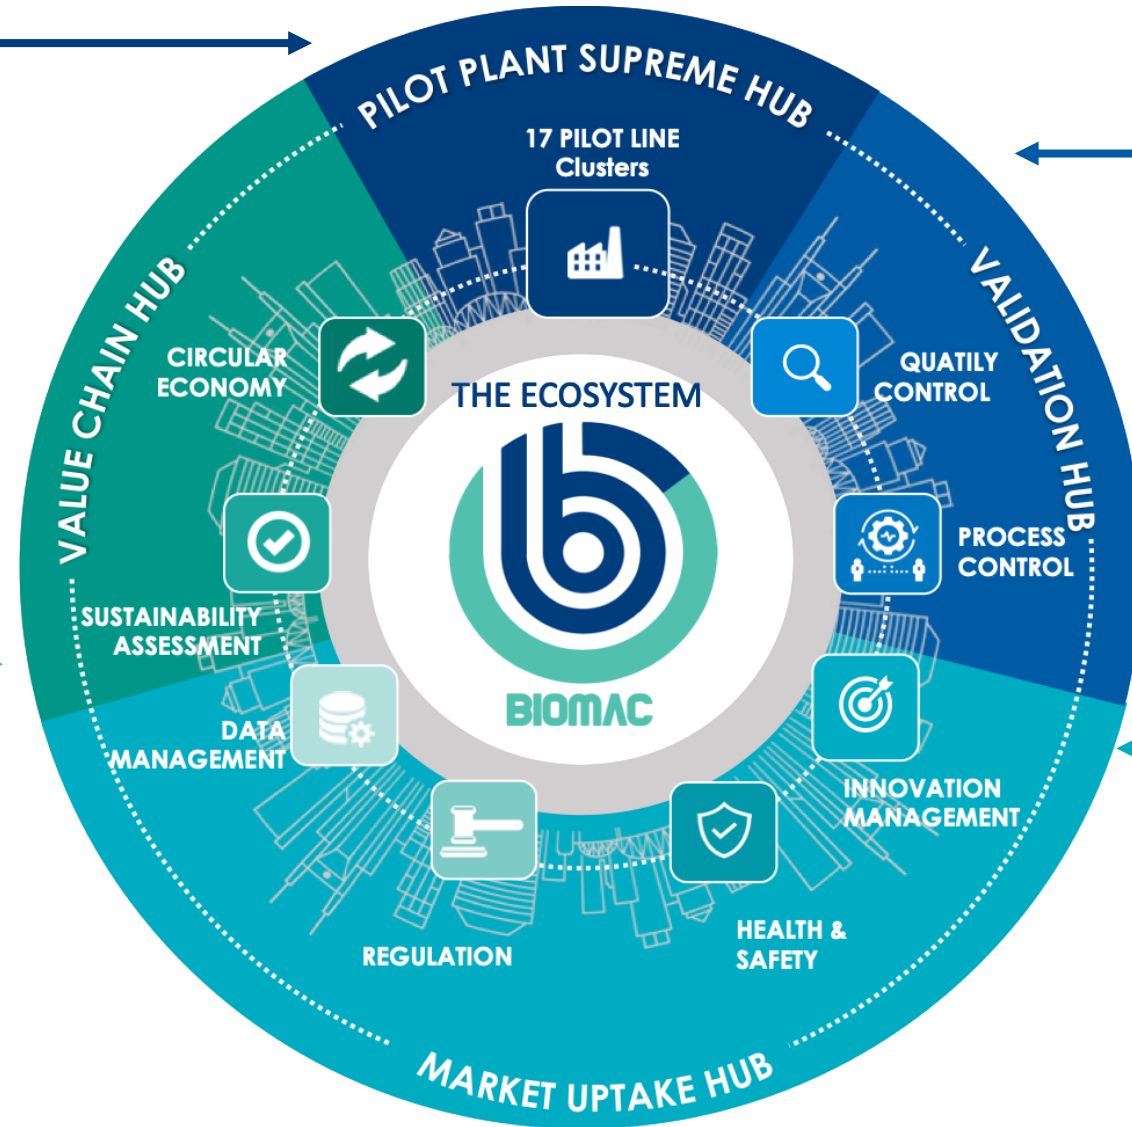 PILOT PLANT SUPREME HUB
17 PILOT LINE
Clusters
VALUE CHAIN HUB
VALIDATION HUB
CIRCULAR
ECONOMY
THE ECOSYSTEM
QUATILY
CONTROL
PROCESS
CONTROL
SUSTAINABILITY
ASSESSMENT
BIOMAC
DATA
MANAGEMENT
INNOVATION
MANAGEMENT
REGULATION
HEALTH &
SAFETY
MARKET UPTAKE HUB